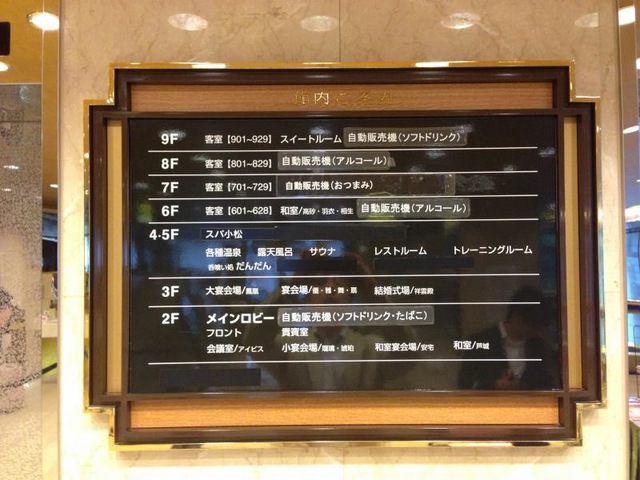 館内ご案内
9F 客室【901~929】 スイートルーム 自動販売機(ソフトドリンク)
8F 客室【801~829】 自動販売機(アルコール)
7F 客室【701~729】 自動販売機(おつまみ)
6F 客室【601~628】 和室/高砂・羽衣・相生 自動販売機(アルコール)
4・5F スパ小松
各種温泉 露天風呂 サウナ レストルーム トレーニングルーム
呑喰い処 だんだん
3F 大宴会場/鳳凰 宴会場/ 結婚式場/祥雲殿
2F メインロビー 自動販売機(ソフトドリンク・たばこ)
フロント 貴賓室
会議室/アイビス 小宴会場/瑠璃・琥珀 和室宴会場/安宅 和室/芦城